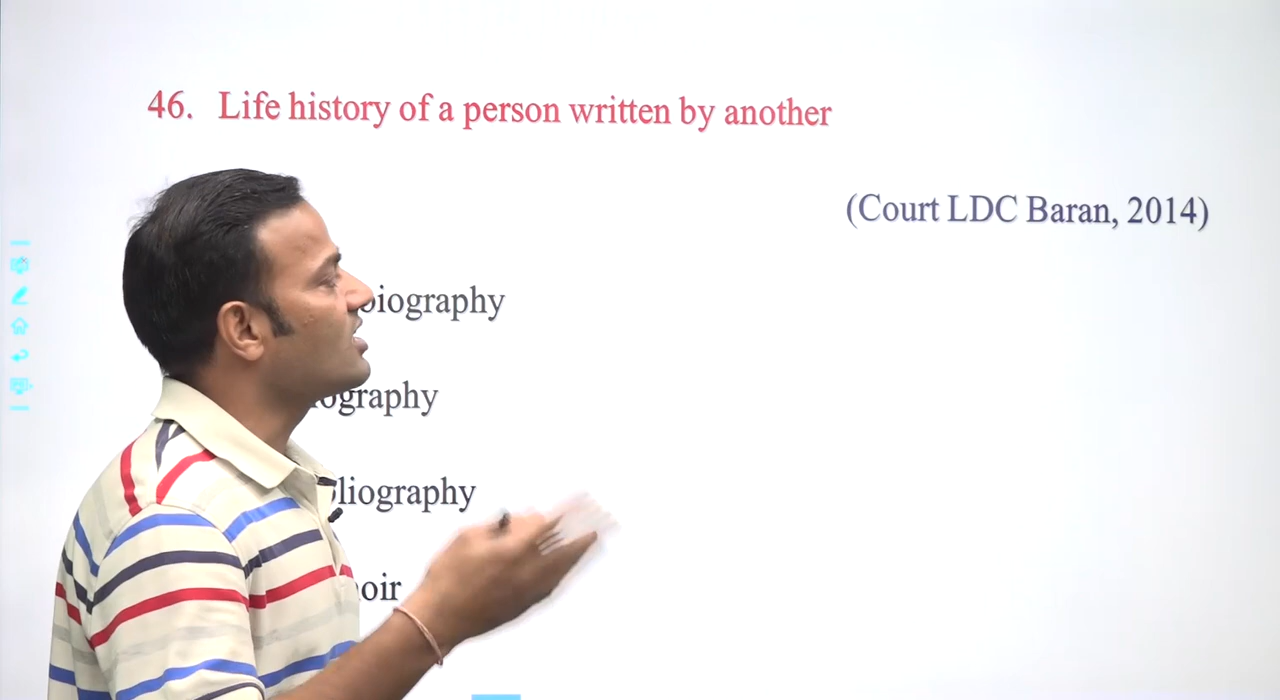 46. Life history of a person written by another
(Court LDC Baran, 2014)
biography
ography
liography
oir